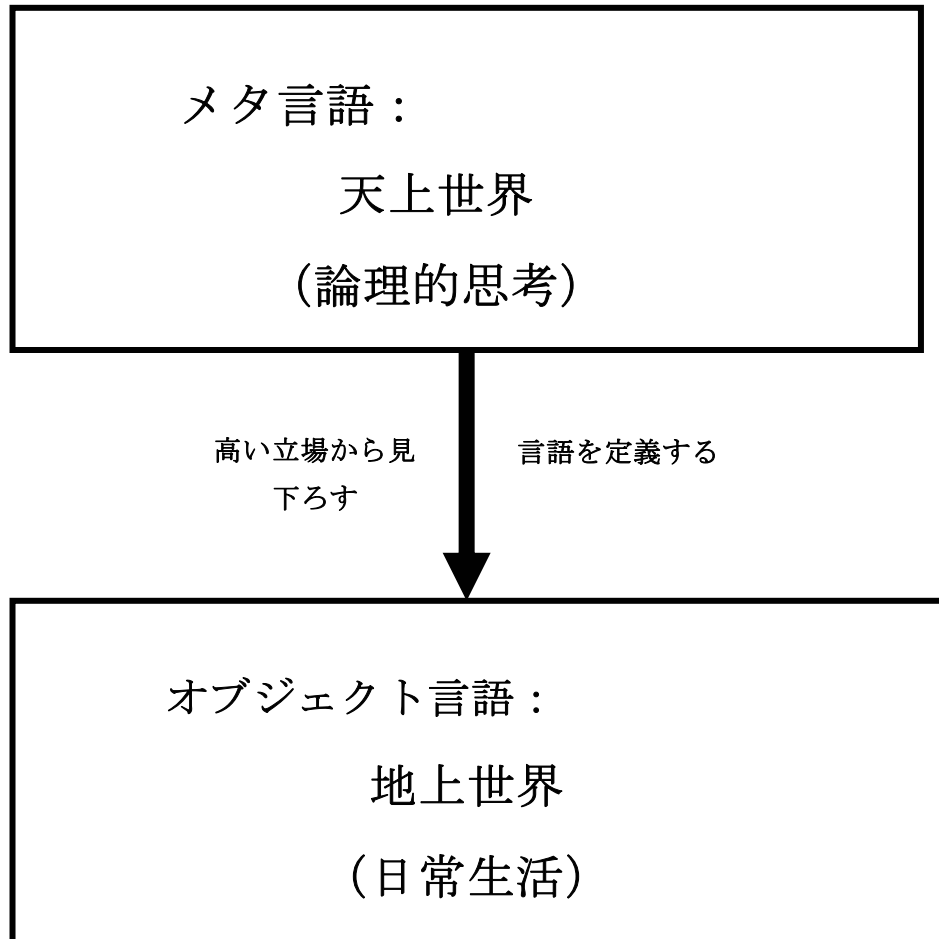 メタ言語：
天上世界
（論理的思考）
高い立場から見
下ろす
言語を定義する
オブジェクト言語：
地上世界
（日常生活）